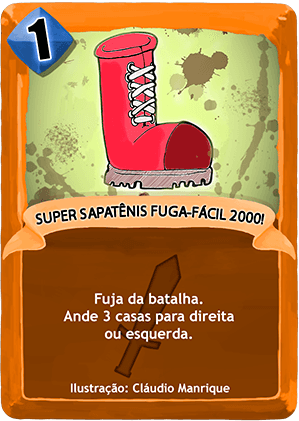 1
SUPER SAPATÊNIS FUGA-FÁCIL 2000!
Fuja da batalha.
Ande 3 casas para direita
ou esquerda.
Ilustração: Cláudio Manrique